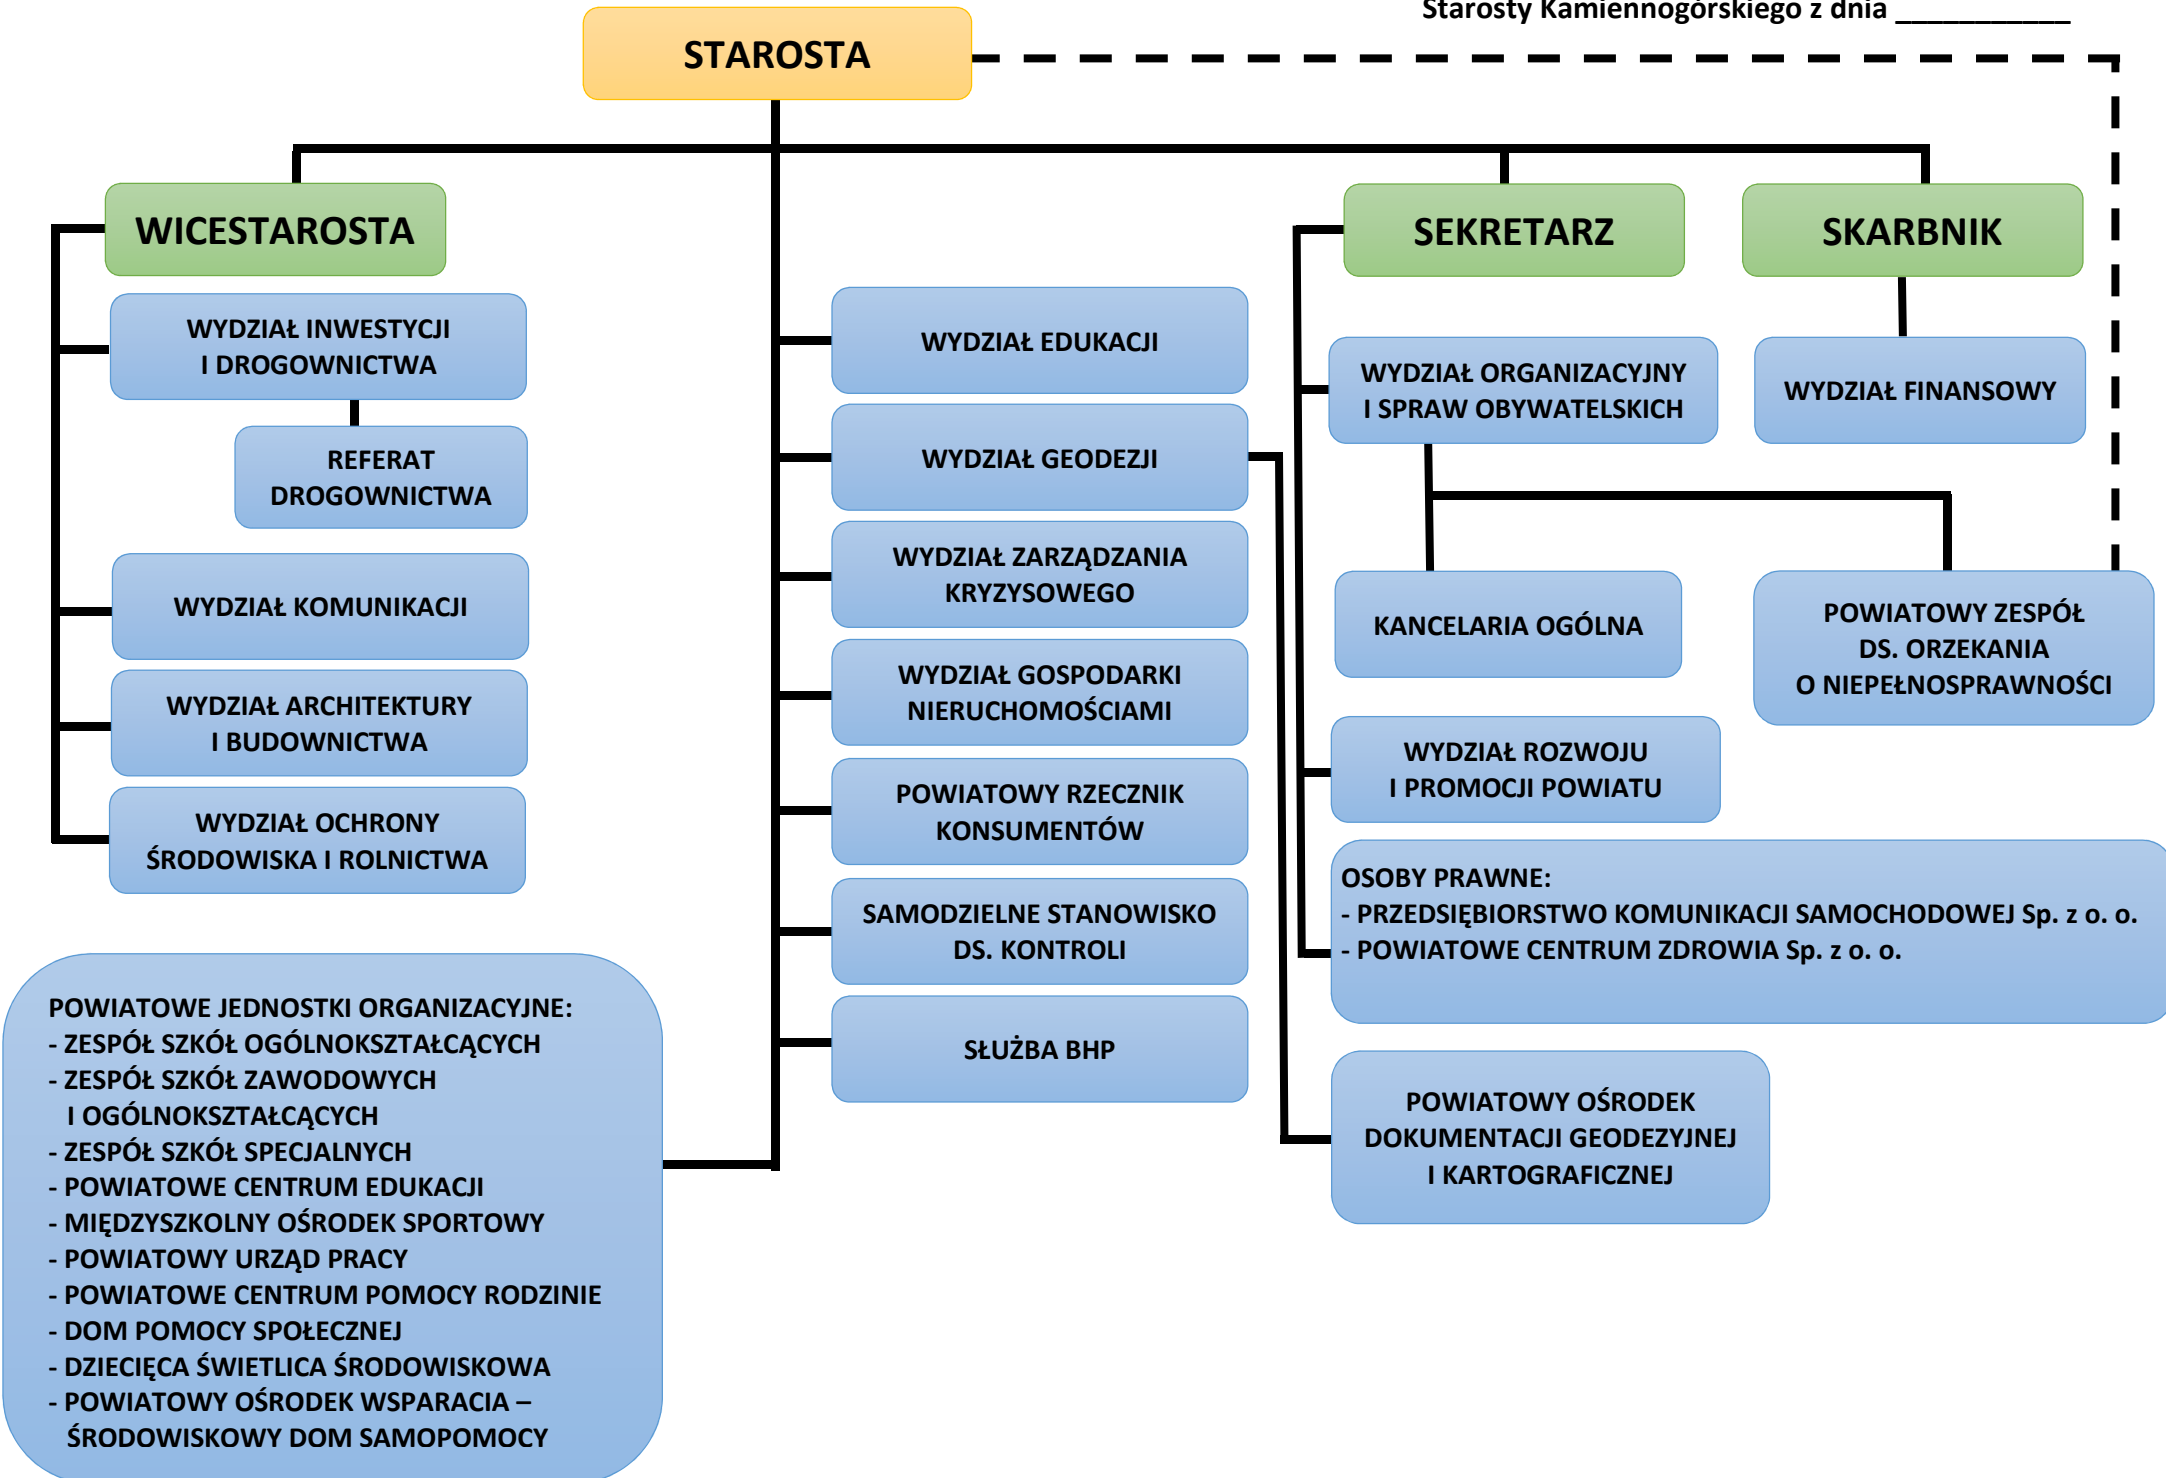 Starosty Kamiennogórskiego z dnia ___________
STAROSTA
WICESTAROSTA
SEKRETARZ
SKARBNIK
WYDZIAŁ INWESTYCJI
I DROGOWNICTWA
REFERAT
DROGOWNICTWA
WYDZIAŁ KOMUNIKACJI
WYDZIAŁ ARCHITEKTURY
I BUDOWNICTWA
WYDZIAŁ OCHRONY
ŚRODOWISKA I ROLNICTWA
WYDZIAŁ EDUKACJI
WYDZIAŁ GEODEZJI
WYDZIAŁ ZARZĄDZANIA
KRYZYSOWEGO
WYDZIAŁ GOSPODARKI
NIERUCHOMOŚCIAMI
POWIATOWY RZECZNIK
KONSUMENTÓW
SAMODZIELNE STANOWISKO
DS. KONTROLI
SŁUŻBA BHP
WYDZIAŁ ORGANIZACYJNY
I SPRAW OBYWATELSKICH
WYDZIAŁ FINANSOWY
KANCELARIA OGÓLNA
POWIATOWY ZESPÓŁ
DS. ORZEKANIA
O NIEPEŁNOSPRAWNOŚCI
WYDZIAŁ ROZWOJU
I PROMOCJI POWIATU
OSOBY PRAWNE:
- PRZEDSIĘBIORSTWO KOMUNIKACJI SAMOCHODOWEJ Sp. z o. o.
- POWIATOWE CENTRUM ZDROWIA Sp. z o. o.
POWIATOWY OŚRODEK
DOKUMENTACJI GEODEZYJNEJ
I KARTOGRAFICZNEJ
POWIATOWE JEDNOSTKI ORGANIZACYJNE:
- ZESPÓŁ SZKÓŁ OGÓLNOKSZTAŁCĄCYCH
- ZESPÓŁ SZKÓŁ ZAWODOWYCH
I OGÓLNOKSZTAŁCĄCYCH
- ZESPÓŁ SZKÓŁ SPECJALNYCH
- POWIATOWE CENTRUM EDUKACJI
- MIĘDZYSZKOLNY OŚRODEK SPORTOWY
- POWIATOWY URZĄD PRACY
- POWIATOWE CENTRUM POMOCY RODZINIE
- DOM POMOCY SPOŁECZNEJ
- DZIECIĘCA ŚWIETLICA ŚRODOWISKOWA
- POWIATOWY OŚRODEK WSPARACIA –
ŚRODOWISKOWY DOM SAMOPOMOCY